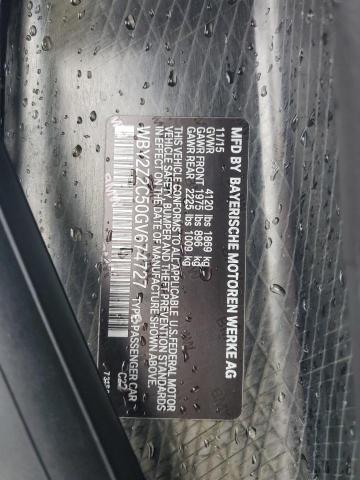 MFD BY BAYERISCHE MOTOREN WERKE AG
11/15
GVWR 4120 lbs 1869 kg
GAWR FRONT 1975 lbs 896 kg
GAWR REAR 2225 lbs 1009 kg
THIS VEHICLE CONFORMS TO ALL APPLICABLE U.S. FEDERAL MOTOR
VEHICLE SAFETY, BUMPER, AND THEFT PREVENTION STANDARDS
IN EFFECT ON THE DATE OF MANUFACTURE SHOWN ABOVE.
TYPE: PASSENGER CAR
C22